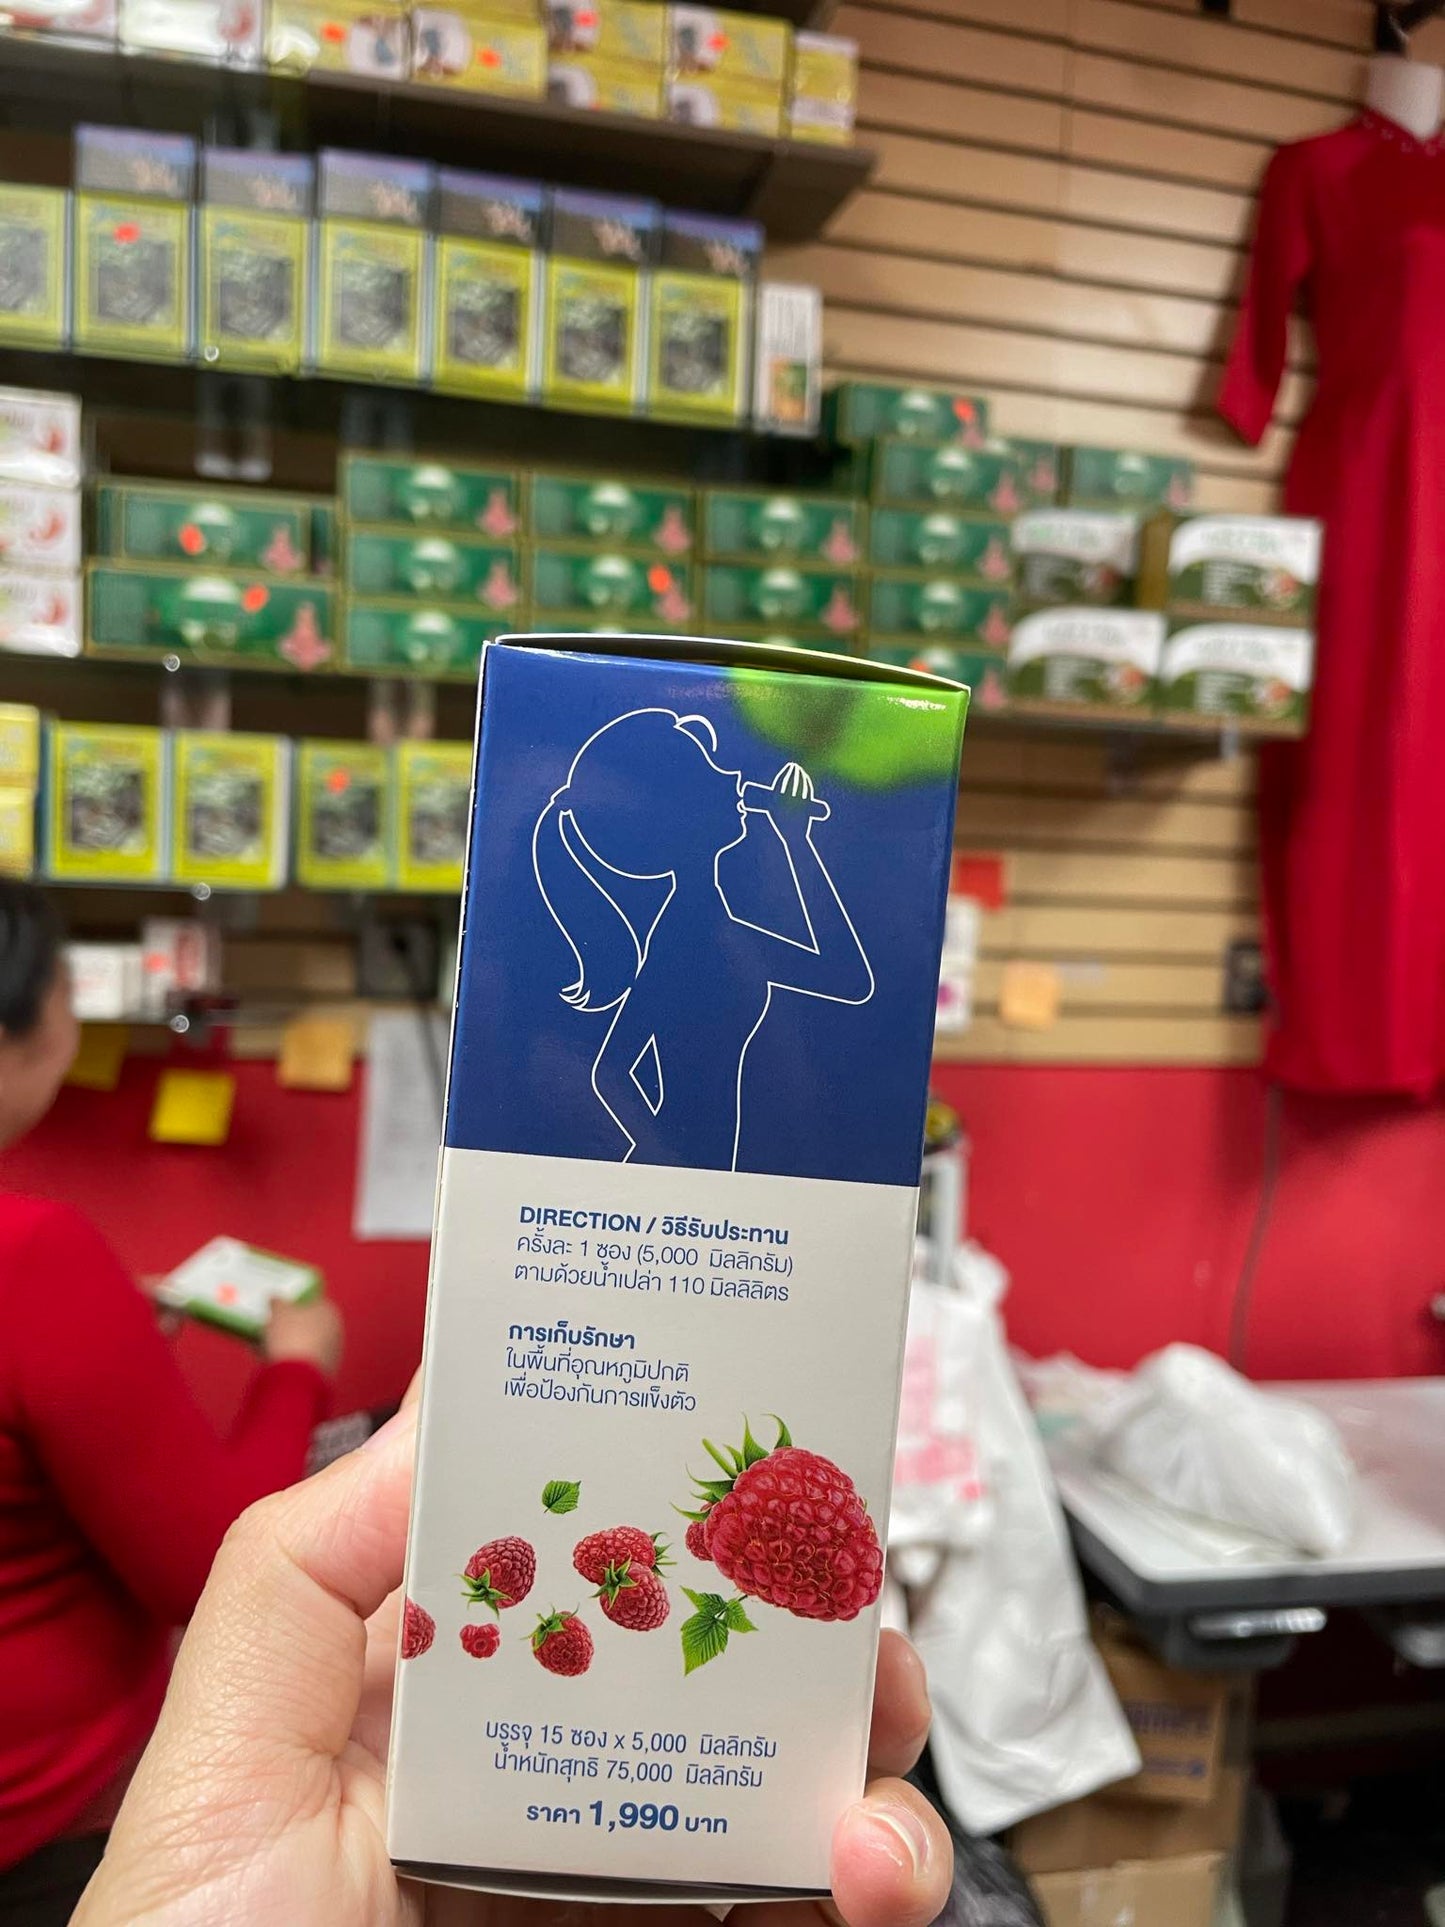 DIRECTION / วิธีรับประทาน
ครั้งละ 1 ซอง (5,000 มิลลิกรัม)
ตามด้วยน้ำเปล่า 110 มิลลิลิตร
การเก็บรักษา
ในพื้นที่อุณหภูมิปกติ
เพื่อป้องกันการแข็งตัว
บรรจุ 15 ซอง x 5,000 มิลลิกรัม
น้ำหนักสุทธิ 75,000 มิลลิกรัม
ราคา 1,990 บาท